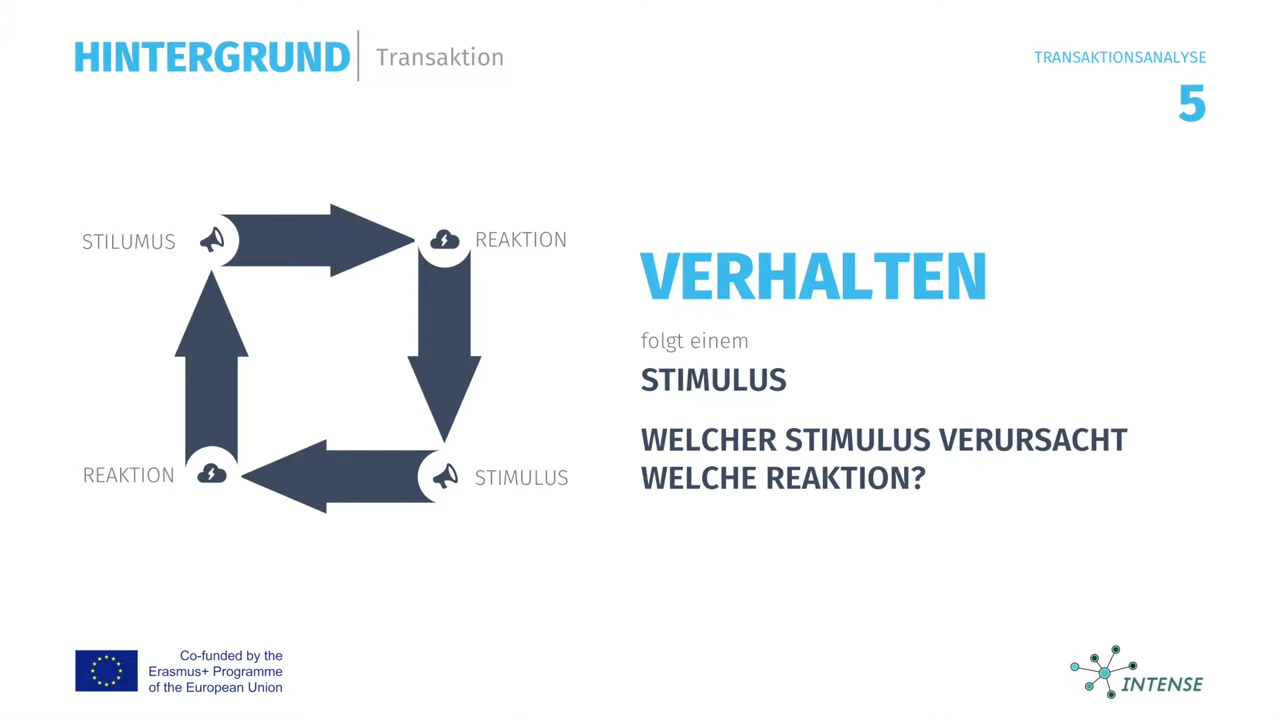 HINTERGRUND
Transaktion
TRANSAKTIONSANALYSE
5
STILUMUS
REAKTION
REAKTION
STIMULUS
VERHALTEN
folgt einem
STIMULUS
WELCHER STIMULUS VERURSACHT
WELCHE REAKTION?
Co-funded by the
Erasmus+ Programme
of the European Union
INTENSE